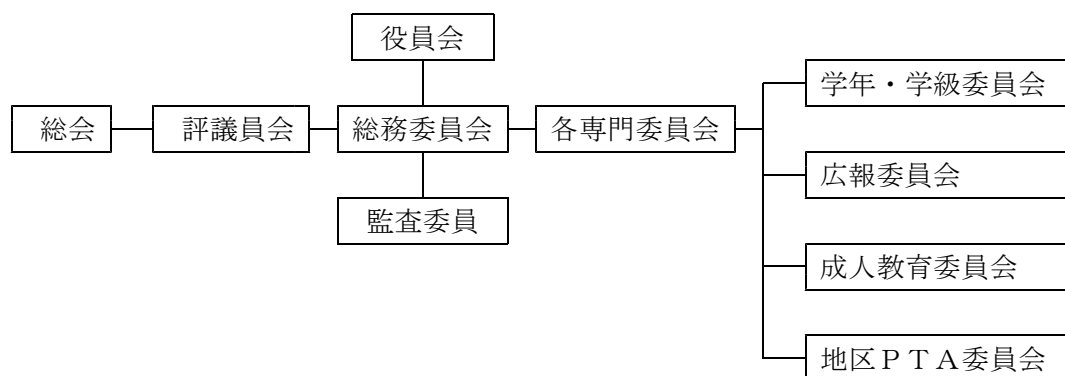 役員会
学年・学級委員会
総会
評議員会
総務委員会
各専門委員会
広報委員会
監査委員
成人教育委員会
地区ＰＴＡ委員会